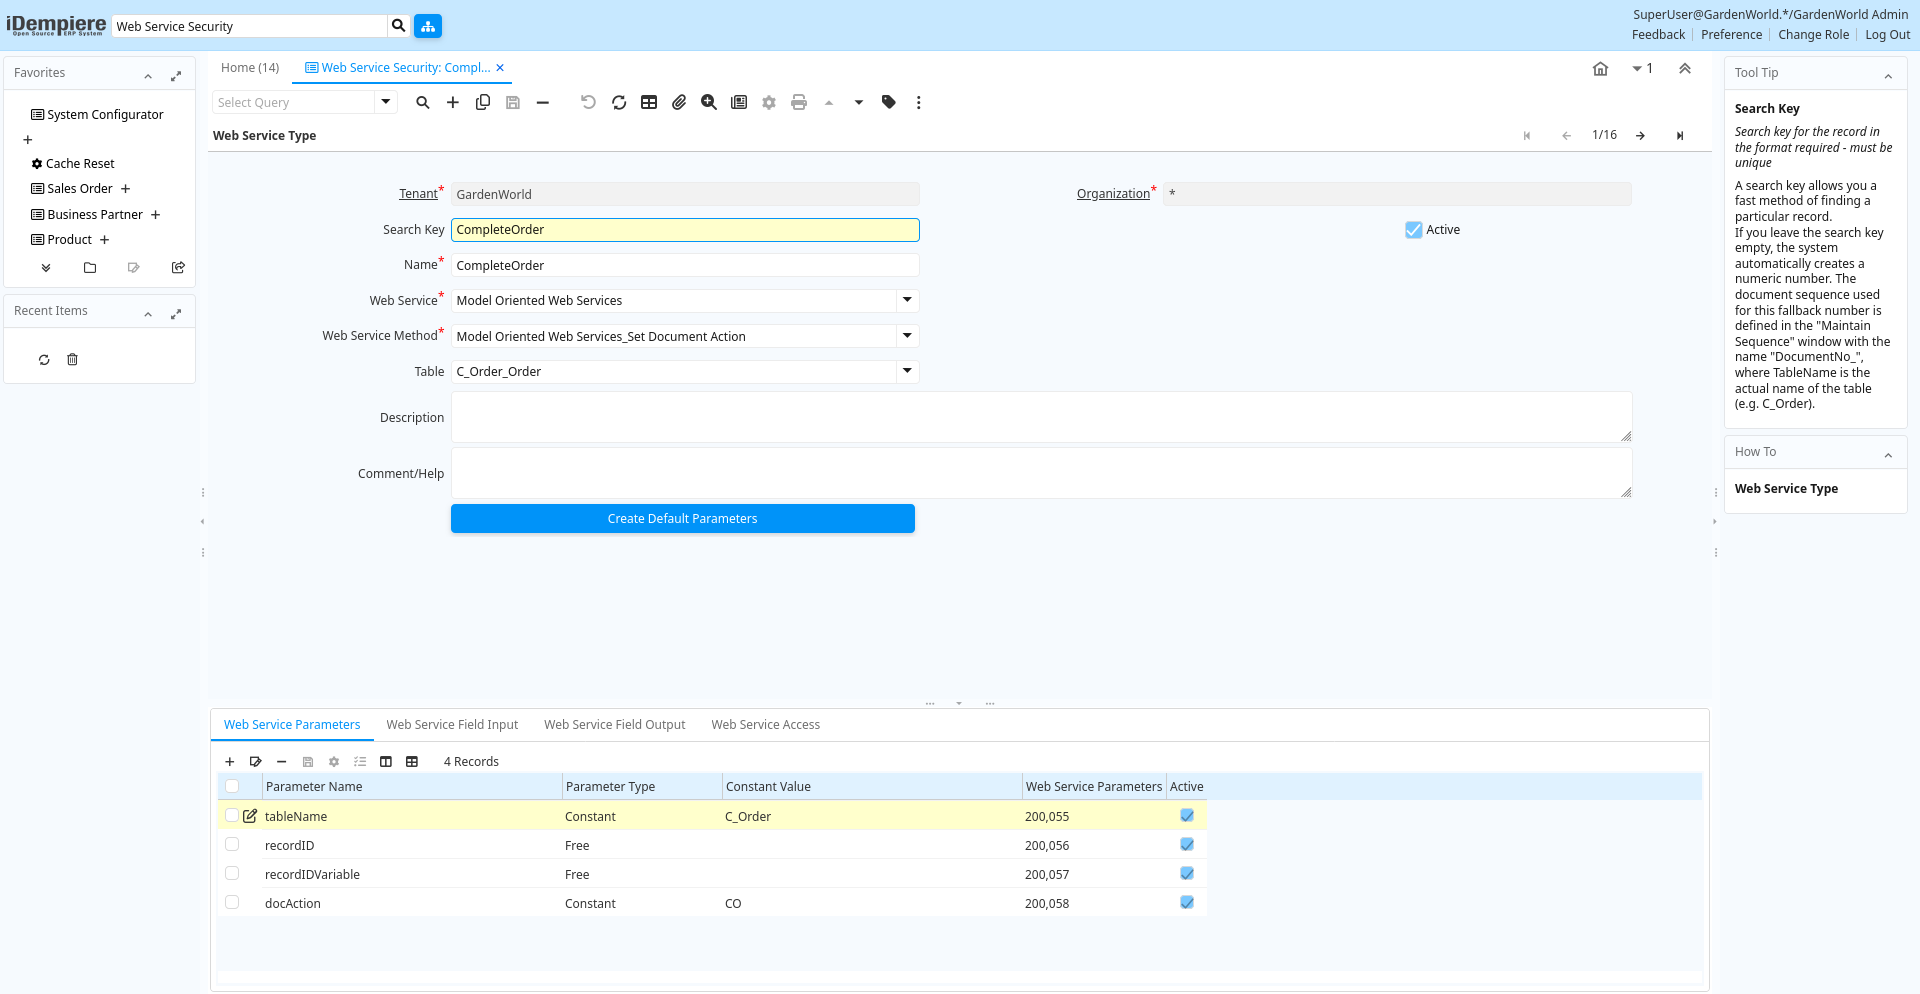 iDempiere
Open Source ERP System
Web Service Security
SuperUser@GardenWorld.*/GardenWorld Admin
Feedback
Preference
Change Role
Log Out
Favorites
System Configurator
Cache Reset
Sales Order
Business Partner
Product
Recent Items
Home (14)
Web Service Security: Compl...
1
Select Query
Web Service Type
1/16
Tenant*
GardenWorld
Organization*
*
Search Key
CompleteOrder
Active
Name*
CompleteOrder
Web Service*
Model Oriented Web Services
Web Service Method*
Model Oriented Web Services_Set Document Action
Table
C_Order_Order
Description
Comment/Help
Create Default Parameters
Web Service Parameters
Web Service Field Input
Web Service Field Output
Web Service Access
4 Records
Parameter Name
Parameter Type
Constant Value
Web Service Parameters
Active
tableName
Constant
C_Order
200,055
recordID
Free
200,056
recordIDVariable
Free
200,057
docAction
Constant
CO
200,058
Tool Tip
Search Key
Search key for the record in
the format required - must be
unique
A search key allows you a
fast method of finding a
particular record.
If you leave the search key
empty, the system
automatically creates a
numeric number. The
document sequence used
for this fallback number is
defined in the "Maintain
Sequence" window with the
name "DocumentNo_",
where TableName is the
actual name of the table
(e.g. C_Order).
How To
Web Service Type